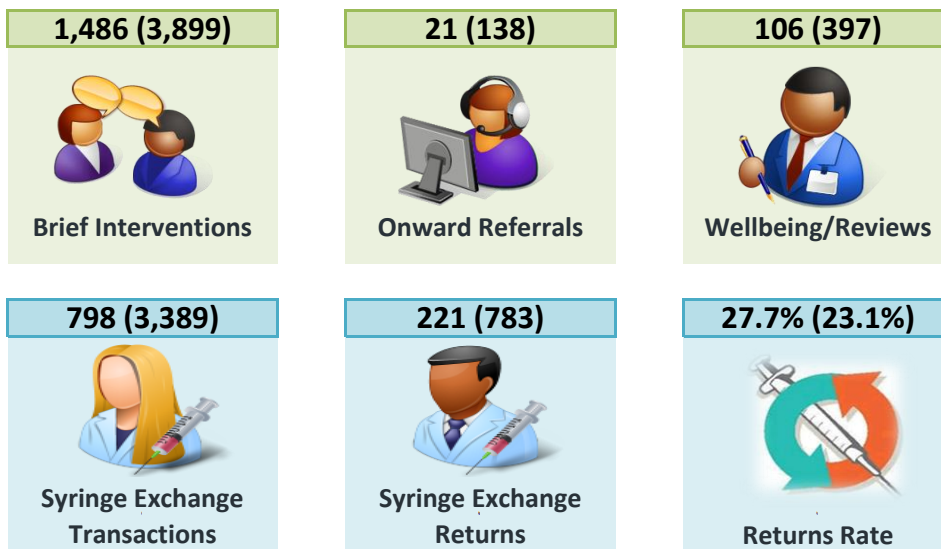 1,486 (3,899)
21 (138)
106 (397)
Brief Interventions
Onward Referrals
Wellbeing/Reviews
798 (3,389)
221 (783)
27.7% (23.1%)
Syringe Exchange
Transactions
Syringe Exchange
Returns
Returns Rate